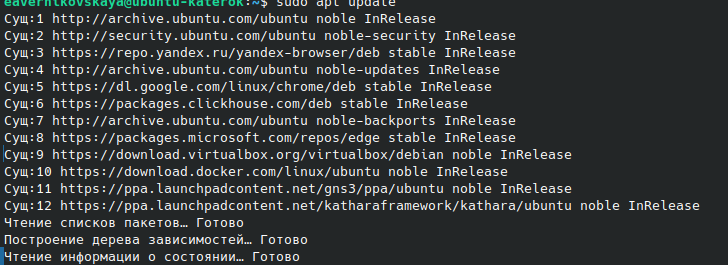 eavernikovskaya@ubuntu-katerok:~$ sudo apt update
Сущ:1 http://archive.ubuntu.com/ubuntu noble InRelease
Сущ:2 http://security.ubuntu.com/ubuntu noble-security InRelease
Сущ:3 https://repo.yandex.ru/yandex-browser/deb stable InRelease
Сущ:4 http://archive.ubuntu.com/ubuntu noble-updates InRelease
Сущ:5 https://dl.google.com/linux/chrome/deb stable InRelease
Сущ:6 https://packages.clickhouse.com/deb stable InRelease
Сущ:7 http://archive.ubuntu.com/ubuntu noble-backports InRelease
Сущ:8 https://packages.microsoft.com/repos/edge stable InRelease
Сущ:9 https://download.virtualbox.org/virtualbox/debian noble InRelease
Сущ:10 https://download.docker.com/linux/ubuntu noble InRelease
Сущ:11 https://ppa.launchpadcontent.net/gns3/ppa/ubuntu noble InRelease
Сущ:12 https://ppa.launchpadcontent.net/katharaframework/kathara/ubuntu noble InRelease
Чтение списков пакетов… Готово
Построение дерева зависимостей… Готово
Чтение информации о состоянии… Готово